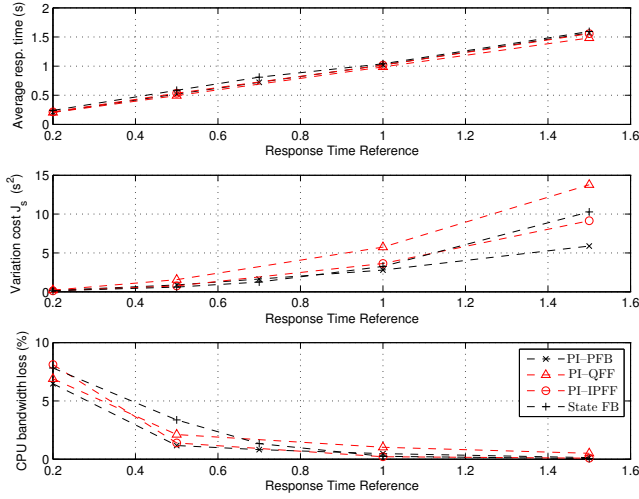 2
1.5
1
0.5
0
Average resp. time (s)
0.2 0.4 0.6 0.8 1 1.2 1.4 1.6
Response Time Reference
15
10
5
0
Variation cost J_s (s^2)
0.2 0.4 0.6 0.8 1 1.2 1.4 1.6
Response Time Reference
10
5
0
CPU bandwidth loss (%)
PI–PFB
PI–QFF
PI–IPFF
State FB
0.2 0.4 0.6 0.8 1 1.2 1.4 1.6
Response Time Reference